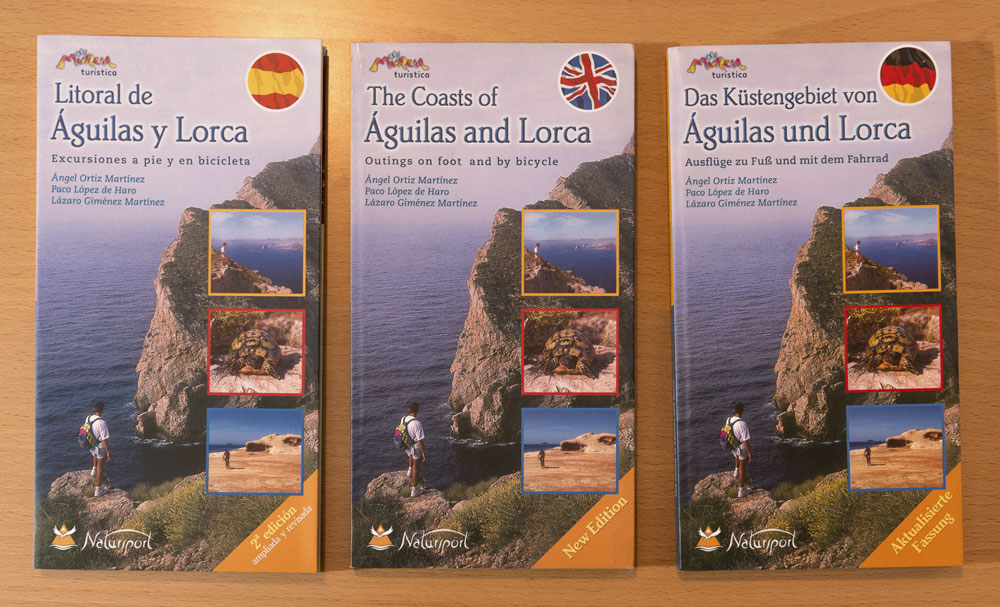 Murcia
turística
Litoral de
Águilas y Lorca
Excursiones a pie y en bicicleta
Ángel Ortiz Martínez
Paco López de Haro
Lázaro Giménez Martínez
2ª edición
ampliada y revisada
Natursport
Murcia
turística
The Coasts of
Águilas and Lorca
Outings on foot and by bicycle
Ángel Ortiz Martínez
Paco López de Haro
Lázaro Giménez Martínez
New Edition
Natursport
Murcia
turística
Das Küstengebiet von
Águilas und Lorca
Ausflüge zu Fuß und mit dem Fahrrad
Ángel Ortiz Martínez
Paco López de Haro
Lázaro Giménez Martínez
Aktualisierte
Fassung
Natursport